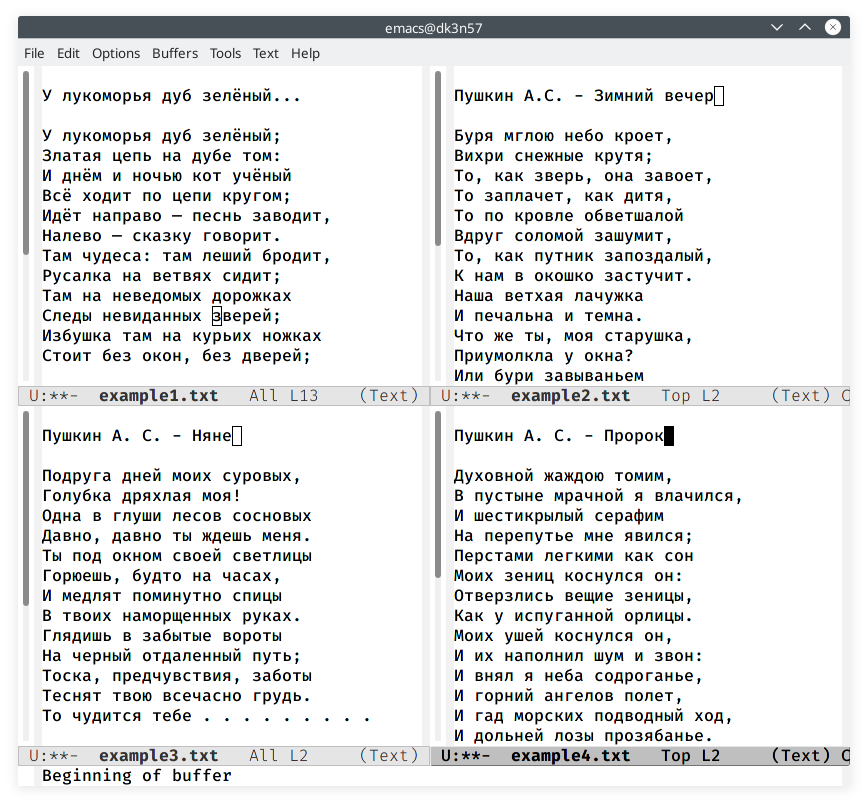 emacs@dk3n57
File Edit Options Buffers Tools Text Help
У лукоморья дуб зелёный...
У лукоморья дуб зелёный;
Златая цепь на дубе том:
И днём и ночью кот учёный
Всё ходит по цепи кругом;
Идёт направо — песнь заводит,
Налево — сказку говорит.
Там чудеса: там леший бродит,
Русалка на ветвях сидит;
Там на неведомых дорожках
Следы невиданных зверей;
Избушка там на курьих ножках
Стоит без окон, без дверей;
U:**-  example1.txt   All L13    (Text)
Пушкин А.С. - Зимний вечер
Буря мглою небо кроет,
Вихри снежные крутя;
То, как зверь, она завоет,
То заплачет, как дитя,
То по кровле обветшалой
Вдруг соломой зашумит,
То, как путник запоздалый,
К нам в окошко застучит.
Наша ветхая лачужка
И печальна и темна.
Что же ты, моя старушка,
Приумолкла у окна?
Или бури завываньем
U:**-  example2.txt   Top L2     (Text) C
Пушкин А. С. - Няне
Подруга дней моих суровых,
Голубка дряхлая моя!
Одна в глуши лесов сосновых
Давно, давно ты ждешь меня.
Ты под окном своей светлицы
Горюешь, будто на часах,
И медлят поминутно спицы
В твоих наморщенных руках.
Глядишь в забытые вороты
На черный отдаленный путь;
Тоска, предчувствия, заботы
Теснят твою всечасно грудь.
То чудится тебе . . . . . . . . .
U:**-  example3.txt   All L2     (Text)
Пушкин А. С. - Пророк
Духовной жаждою томим,
В пустыне мрачной я влачился,
И шестикрылый серафим
На перепутье мне явился;
Перстами легкими как сон
Моих зениц коснулся он:
Отверзлись вещие зеницы,
Как у испуганной орлицы.
Моих ушей коснулся он,
И их наполнил шум и звон:
И внял я неба содроганье,
И горний ангелов полет,
И гад морских подводный ход,
И дольней лозы прозябанье.
U:**-  example4.txt   Top L2     (Text) C
Beginning of buffer